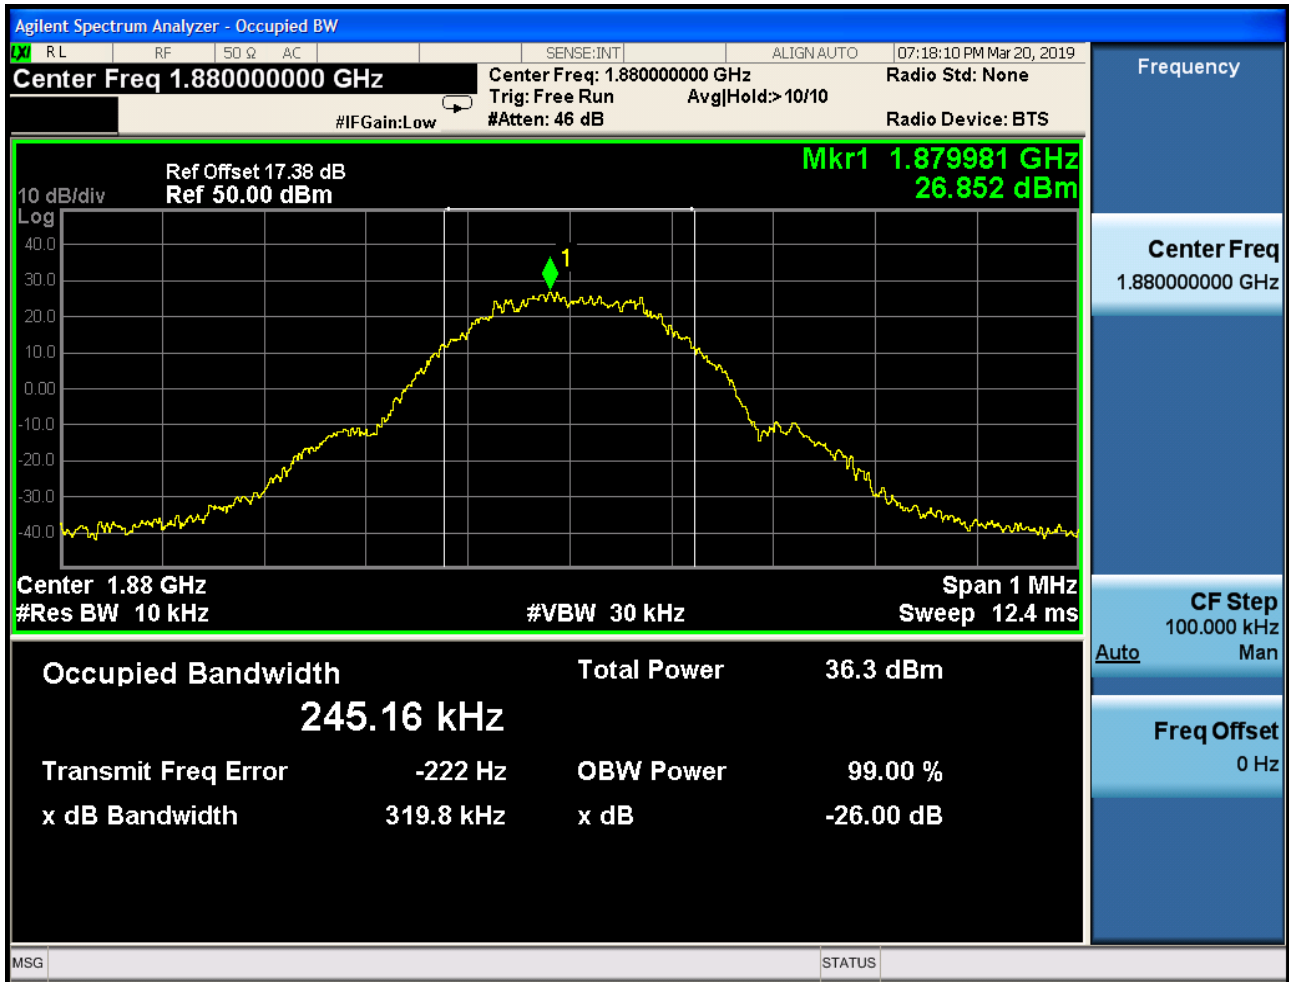 Agilent Spectrum Analyzer - Occupied BW
LXI RL RF 50 Ω AC SENSE:INT ALIGN AUTO 07:18:10 PM Mar 20, 2019
Center Freq 1.880000000 GHz
Center Freq: 1.880000000 GHz
Radio Std: None
Trig: Free Run Avg|Hold:> 10/10
#IFGain:Low #Atten: 46 dB Radio Device: BTS
Mkr1 1.879981 GHz
26.852 dBm
Ref Offset 17.38 dB
10 dB/div Ref 50.00 dBm
Log
40.0
1
30.0
20.0
10.0
0.00
-10.0
-20.0
-30.0
-40.0
Center 1.88 GHz Span 1 MHz
#Res BW 10 kHz #VBW 30 kHz Sweep 12.4 ms
Occupied Bandwidth Total Power 36.3 dBm
245.16 kHz
Transmit Freq Error -222 Hz OBW Power 99.00 %
x dB Bandwidth 319.8 kHz x dB -26.00 dB
Frequency
Center Freq
1.880000000 GHz
CF Step
100.000 kHz
Auto Man
Freq Offset
0 Hz
MSG STATUS